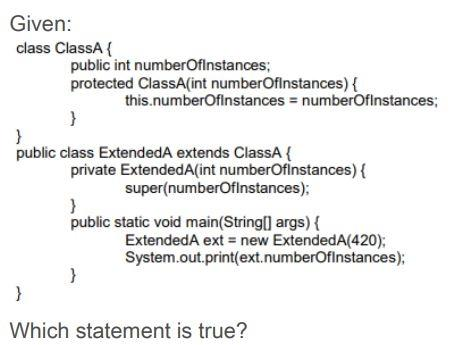 Given:
class ClassA {
public int numberOfInstances;
protected ClassA(int numberOfInstances) {
this.numberOfInstances = numberOfInstances;
}
}
public class ExtendedA extends ClassA {
private ExtendedA(int numberOfInstances) {
super(numberOfInstances);
}
public static void main(String[] args) {
ExtendedA ext = new ExtendedA(420);
System.out.print(ext.numberOfInstances);
}
}
Which statement is true?